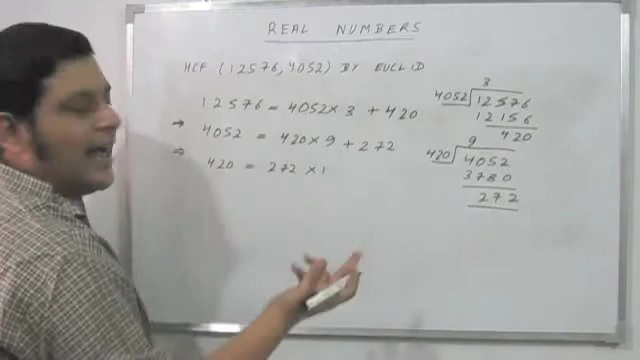 REAL NUMBERS
HCF (12576, 4052) BY EUCLID
12576 = 4052 × 3 + 420
⇒ 4052 = 420 × 9 + 272
⇒ 420 = 272 × 1
3
4052 12576
12156
420
9
420 4052
3780
272